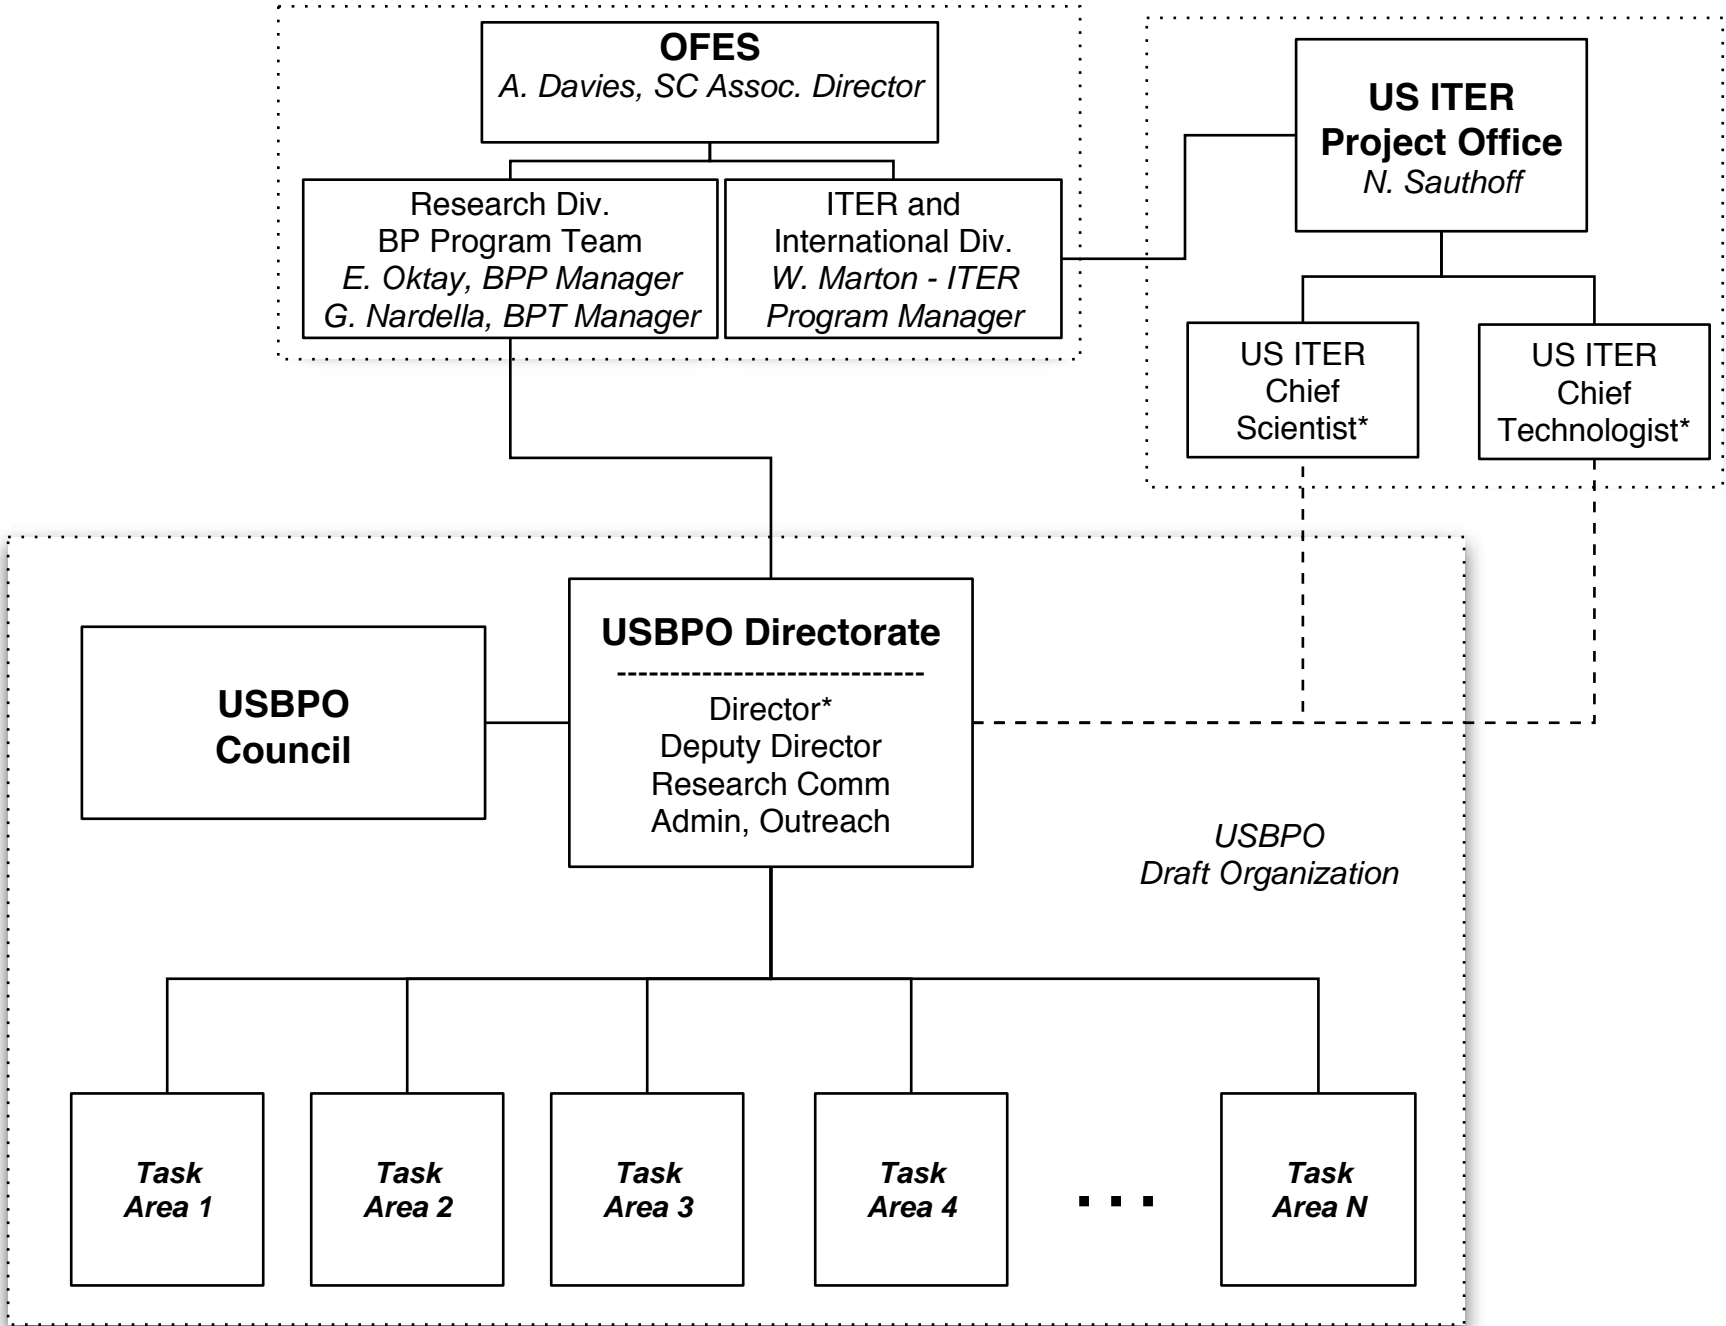 OFES
A. Davies, SC Assoc. Director
Research Div.
BP Program Team
E. Oktay, BPP Manager
G. Nardella, BPT Manager
ITER and
International Div.
W. Marton - ITER
Program Manager
US ITER
Project Office
N. Sauthoff
US ITER
Chief
Scientist*
US ITER
Chief
Technologist*
USBPO
Council
USBPO Directorate
-----------------------------
Director*
Deputy Director
Research Comm
Admin, Outreach
USBPO
Draft Organization
Task
Area 1
Task
Area 2
Task
Area 3
Task
Area 4
. . .
Task
Area N